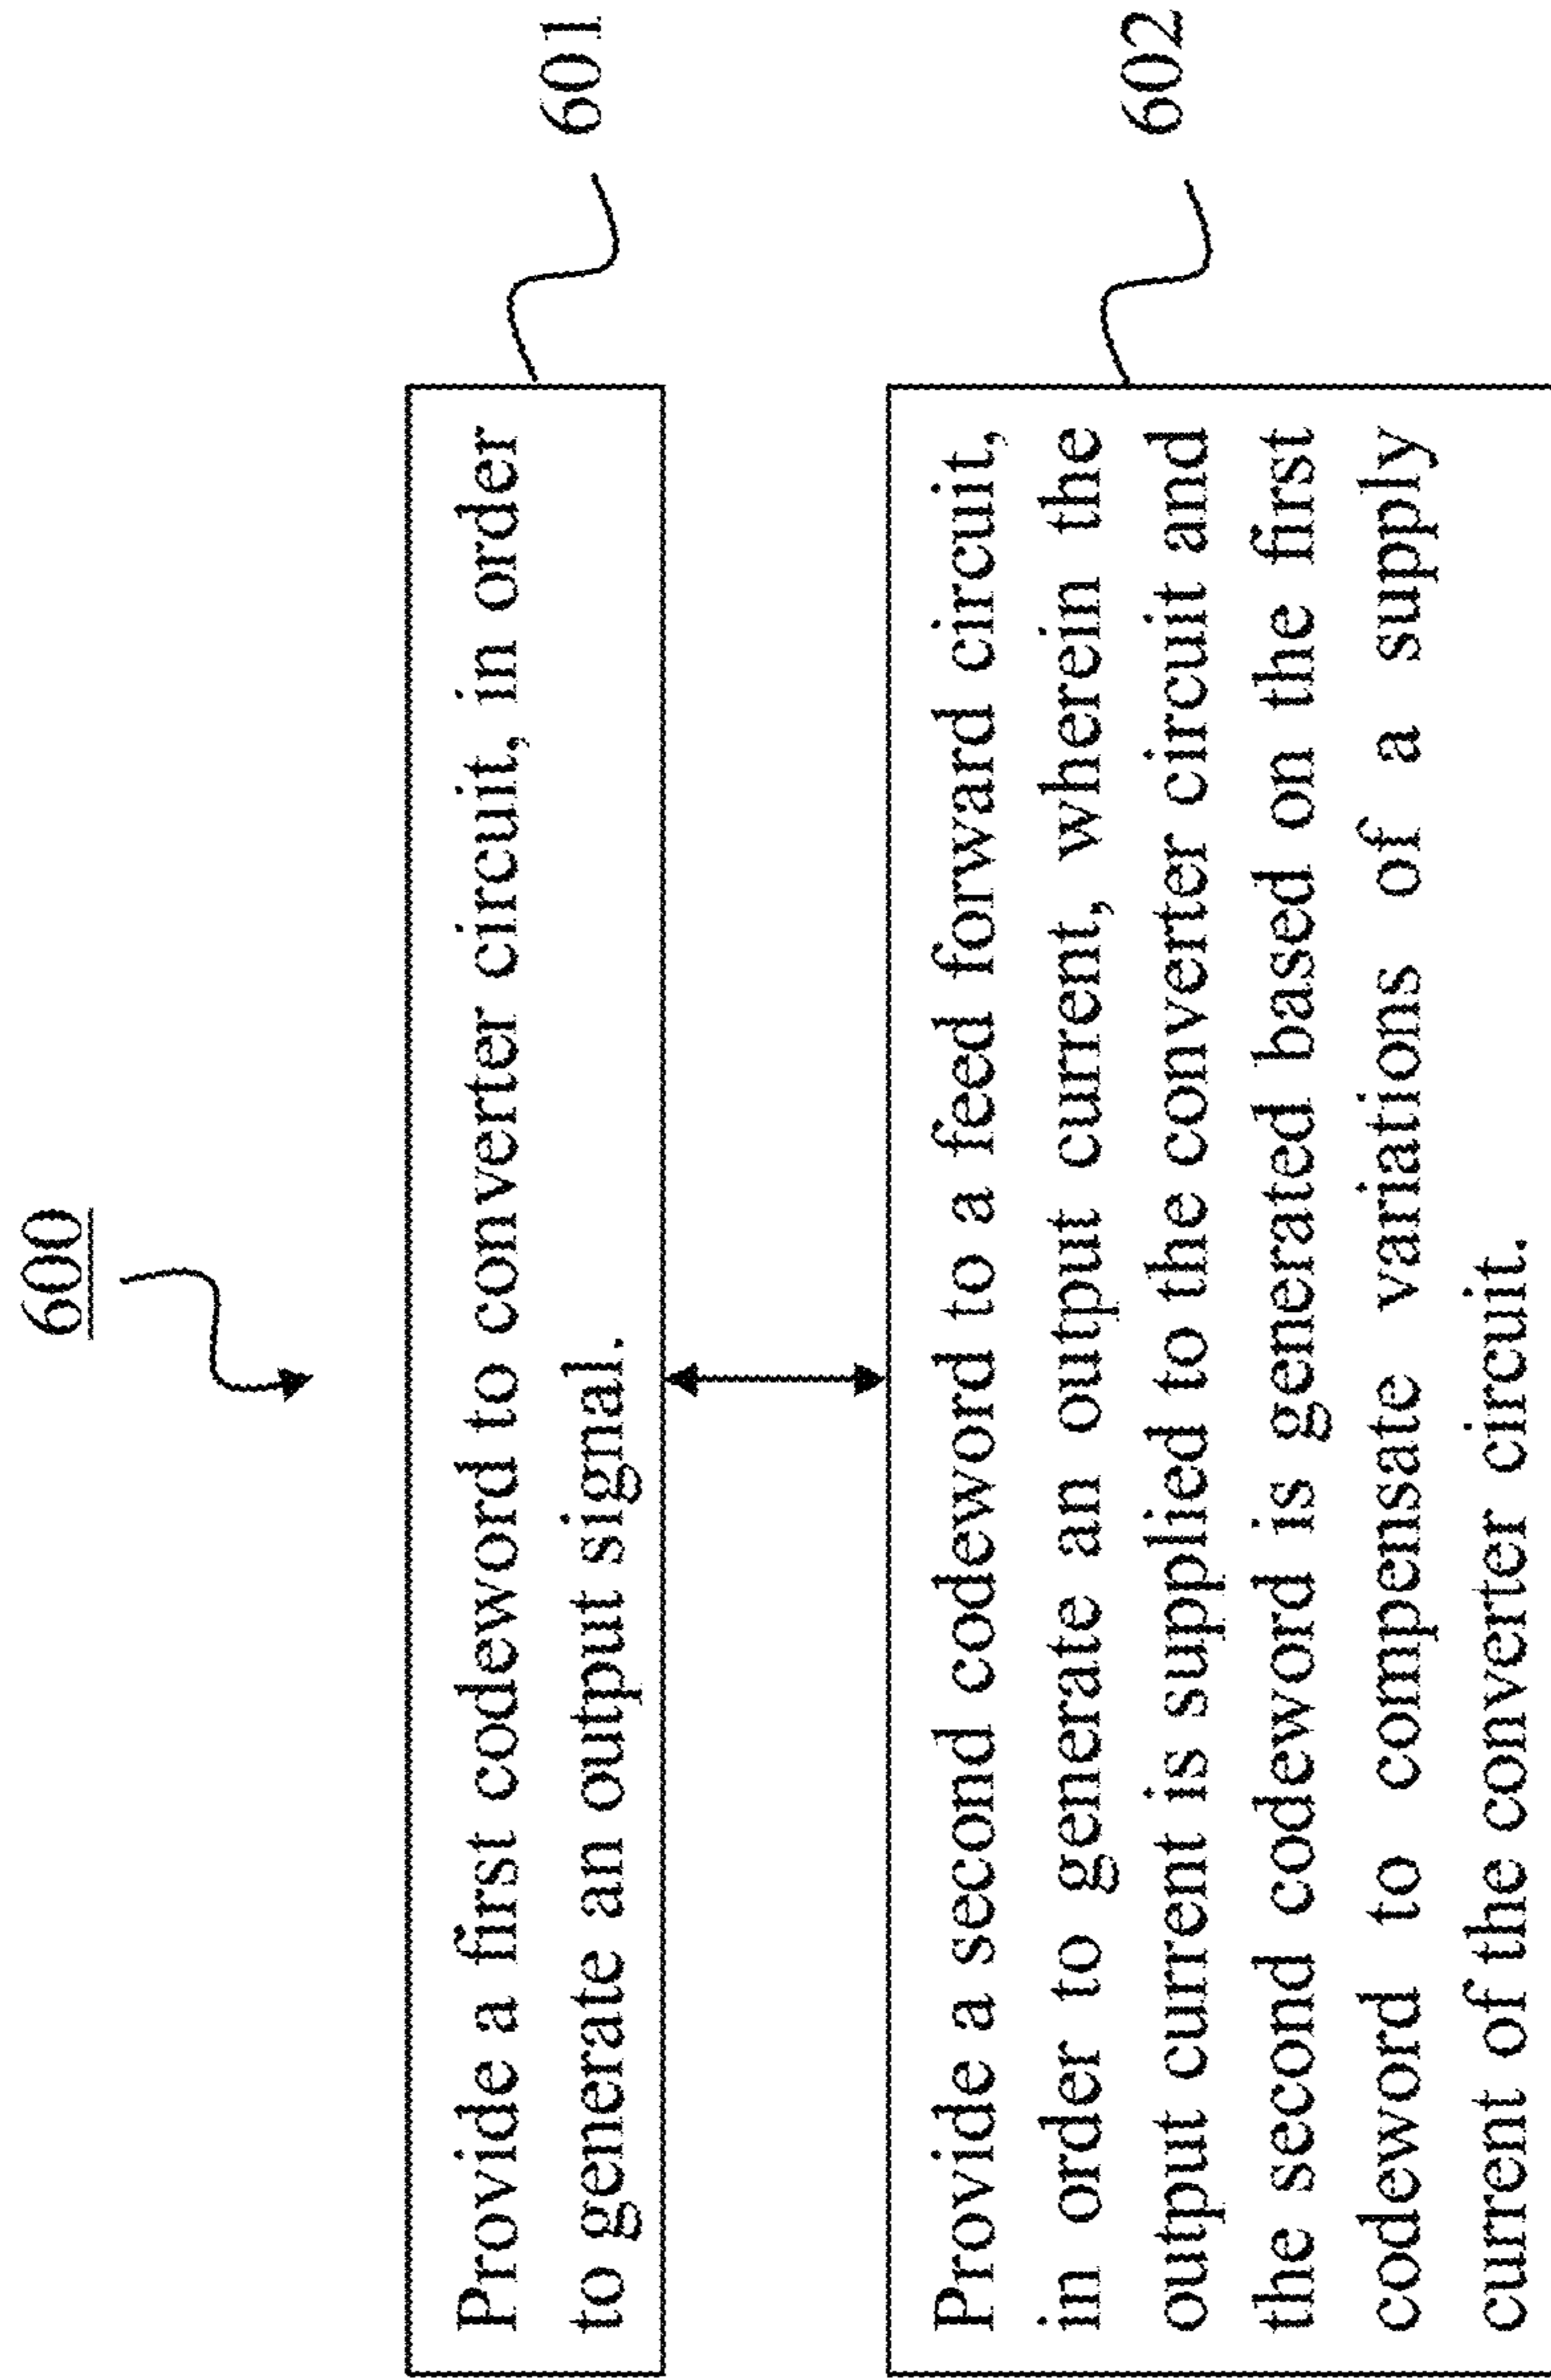 600
Provide a first codeword to converter circuit, in order
to generate an output signal.
601
Provide a second codeword to a feed forward circuit,
in order to generate an output current, wherein the
output current is supplied to the converter circuit and
the second codeword is generated based on the first
codeword to compensate variations of a supply
current of the converter circuit.
602